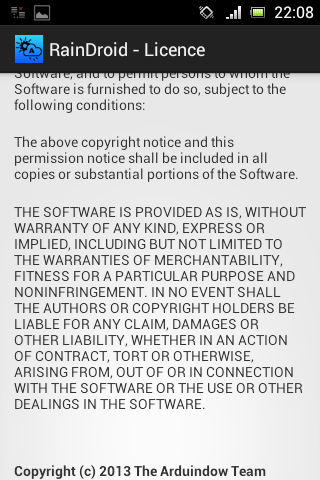 22:08
RainDroid - Licence
Software, and to permit persons to whom the
Software is furnished to do so, subject to the
following conditions:
The above copyright notice and this
permission notice shall be included in all
copies or substantial portions of the Software.
THE SOFTWARE IS PROVIDED AS IS, WITHOUT
WARRANTY OF ANY KIND, EXPRESS OR
IMPLIED, INCLUDING BUT NOT LIMITED TO
THE WARRANTIES OF MERCHANTABILITY,
FITNESS FOR A PARTICULAR PURPOSE AND
NONINFRINGEMENT. IN NO EVENT SHALL
THE AUTHORS OR COPYRIGHT HOLDERS BE
LIABLE FOR ANY CLAIM, DAMAGES OR
OTHER LIABILITY, WHETHER IN AN ACTION
OF CONTRACT, TORT OR OTHERWISE,
ARISING FROM, OUT OF OR IN CONNECTION
WITH THE SOFTWARE OR THE USE OR OTHER
DEALINGS IN THE SOFTWARE.
Copyright (c) 2013 The Arduindow Team